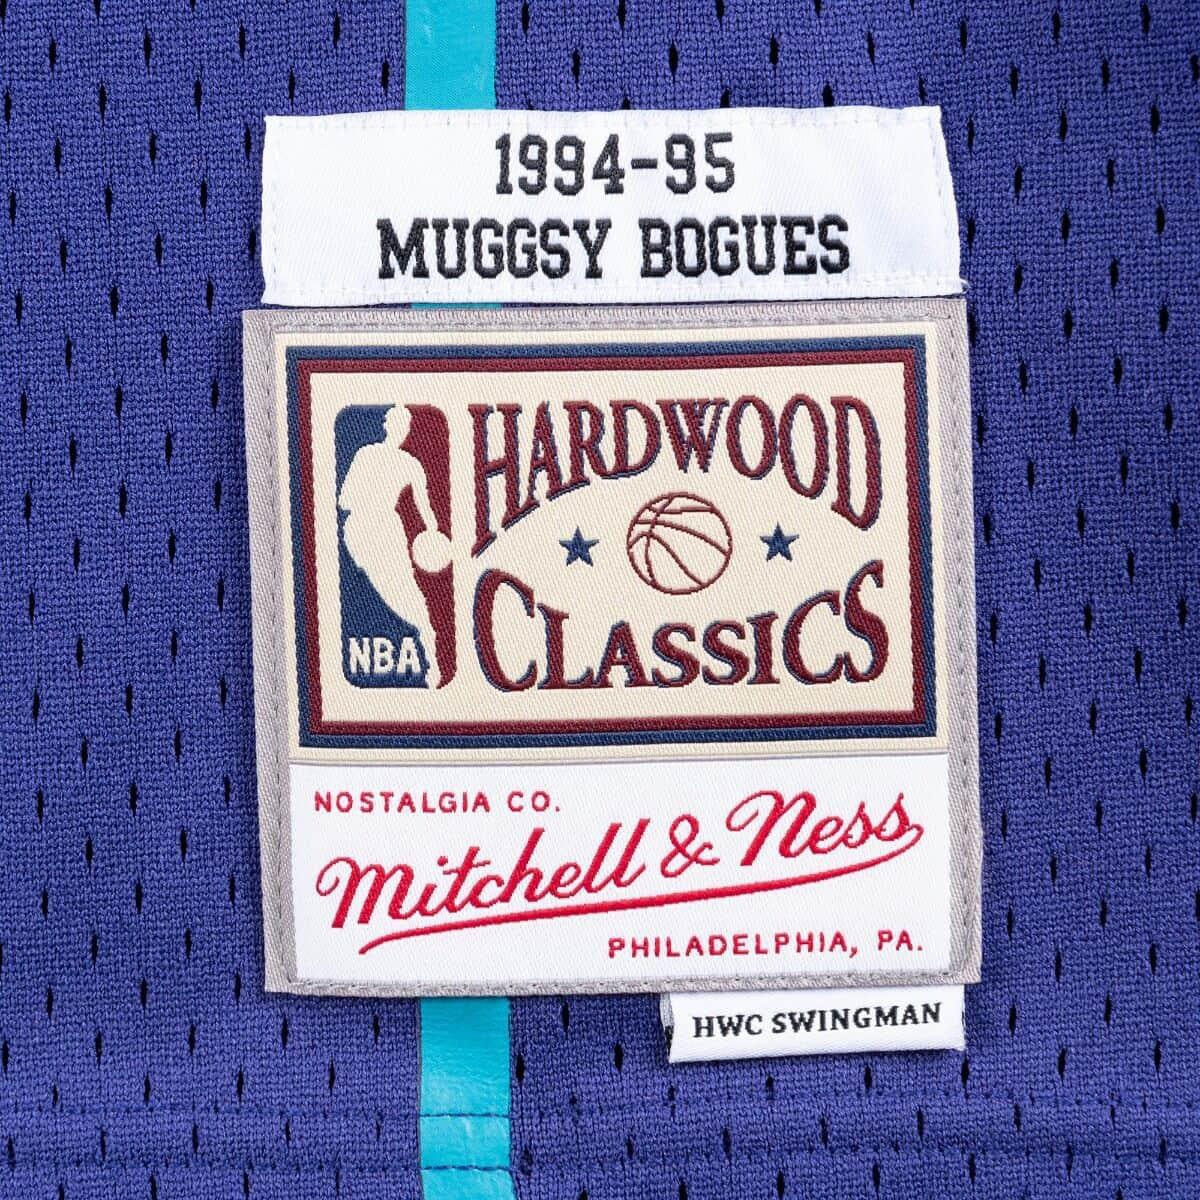 1994-95
MUGGSY BOGUES
HARDWOOD
CLASSICS
NBA
NOSTALGIA CO.
Mitchell & Ness
PHILADELPHIA, PA.
HWC SWINGMAN